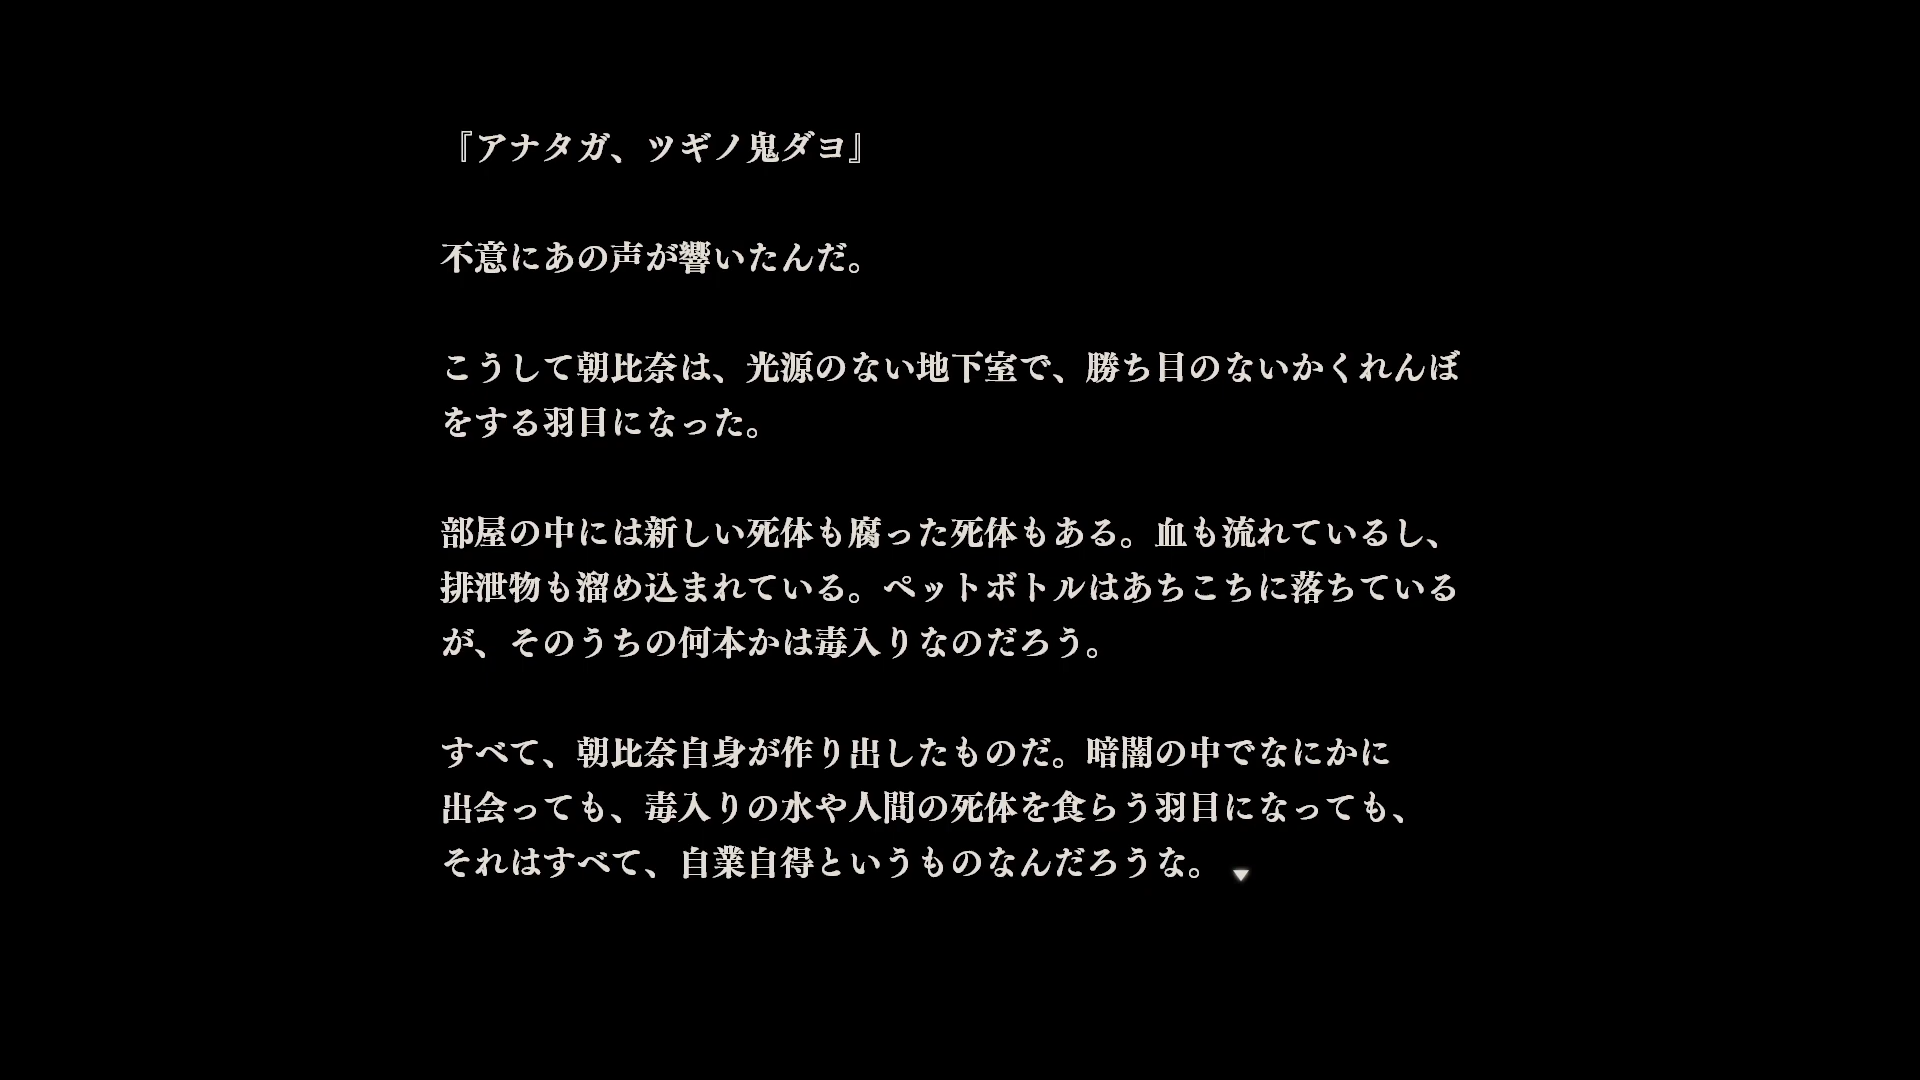 『アナタガ、ツギノ鬼ダヨ』
不意にあの声が響いたんだ。
こうして朝比奈は、光源のない地下室で、勝ち目のないかくれんぼ
をする羽目になった。
部屋の中には新しい死体も腐った死体もある。血も流れているし、
排泄物も溜め込まれている。ペットボトルはあちこちに落ちている
が、そのうちの何本かは毒入りなのだろう。
すべて、朝比奈自身が作り出したものだ。暗闇の中でなにかに
出会っても、毒入りの水や人間の死体を食らう羽目になっても、
それはすべて、自業自得というものなんだろうな。